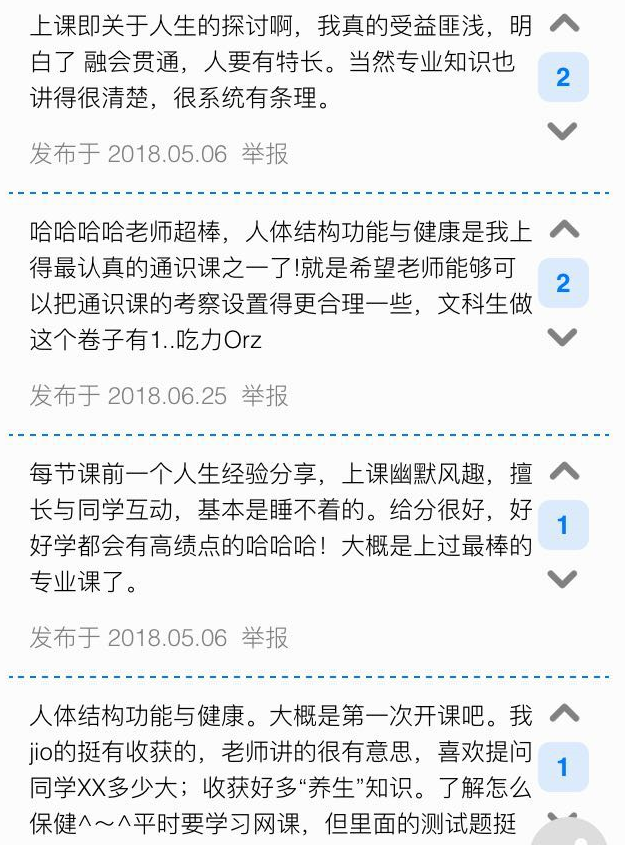 上课即关于人生的探讨啊，我真的受益匪浅，明
白了 融会贯通，人要有特长。当然专业知识也
讲得很清楚，很系统有条理。
2
发布于 2018.05.06 举报
哈哈哈哈老师超棒，人体结构功能与健康是我上
得最认真的通识课之一了!就是希望老师能够可
以把通识课的考察设置得更合理一些，文科生做
这个卷子有1..吃力Orz
2
发布于 2018.06.25 举报
每节课前一个人生经验分享，上课幽默风趣，擅
长与同学互动，基本是睡不着的。给分很好，好
好学都会有高绩点的哈哈哈！大概是上过最棒的
专业课了。
1
发布于 2018.05.06 举报
人体结构功能与健康。大概是第一次开课吧。我
jio的挺有收获的，老师讲的很有意思，喜欢提问
同学XX多少大；收获好多“养生”知识。了解怎么
保健^～^平时要学习网课，但里面的测试题挺
1